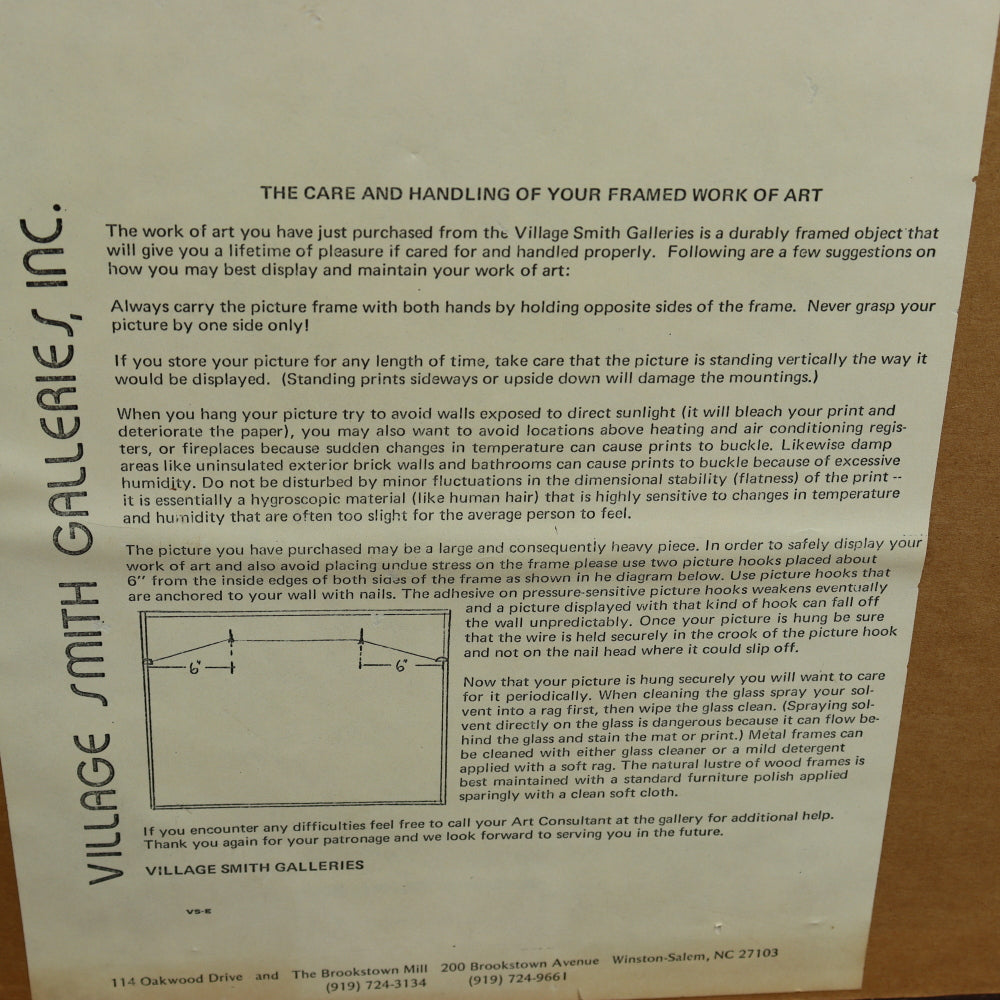 VILLAGE SMITH GALLERIES, INC.
THE CARE AND HANDLING OF YOUR FRAMED WORK OF ART
The work of art you have just purchased from the Village Smith Galleries is a durably framed object that
will give you a lifetime of pleasure if cared for and handled properly. Following are a few suggestions on
how you may best display and maintain your work of art:
Always carry the picture frame with both hands by holding opposite sides of the frame. Never grasp your
picture by one side only!
If you store your picture for any length of time, take care that the picture is standing vertically the way it
would be displayed. (Standing prints sideways or upside down will damage the mountings.)
When you hang your picture try to avoid walls exposed to direct sunlight (it will bleach your print and
deteriorate the paper), you may also want to avoid locations above heating and air conditioning regis-
ters, or fireplaces because sudden changes in temperature can cause prints to buckle. Likewise damp
areas like uninsulated exterior brick walls and bathrooms can cause prints to buckle because of excessive
humidity. Do not be disturbed by minor fluctuations in the dimensional stability (flatness) of the print --
it is essentially a hygroscopic material (like human hair) that is highly sensitive to changes in temperature
and humidity that are often too slight for the average person to feel.
The picture you have purchased may be a large and consequently heavy piece. In order to safely display your
work of art and also avoid placing undue stress on the frame please use two picture hooks placed about
6" from the inside edges of both sides of the frame as shown in he diagram below. Use picture hooks that
are anchored to your wall with nails. The adhesive on pressure-sensitive picture hooks weakens eventually
and a picture displayed with that kind of hook can fall off
the wall unpredictably. Once your picture is hung be sure
that the wire is held securely in the crook of the picture hook
and not on the nail head where it could slip off.
6" 6"
Now that your picture is hung securely you will want to care
for it periodically. When cleaning the glass spray your sol-
vent into a rag first, then wipe the glass clean. (Spraying sol-
vent directly on the glass is dangerous because it can flow be-
hind the glass and stain the mat or print.) Metal frames can
be cleaned with either glass cleaner or a mild detergent
applied with a soft rag. The natural lustre of wood frames is
best maintained with a standard furniture polish applied
sparingly with a clean soft cloth.
If you encounter any difficulties feel free to call your Art Consultant at the gallery for additional help.
Thank you again for your patronage and we look forward to serving you in the future.
VILLAGE SMITH GALLERIES
VS-E
114 Oakwood Drive and The Brookstown Mill 200 Brookstown Avenue Winston-Salem, NC 27103
(919) 724-3134 (919) 724-9661